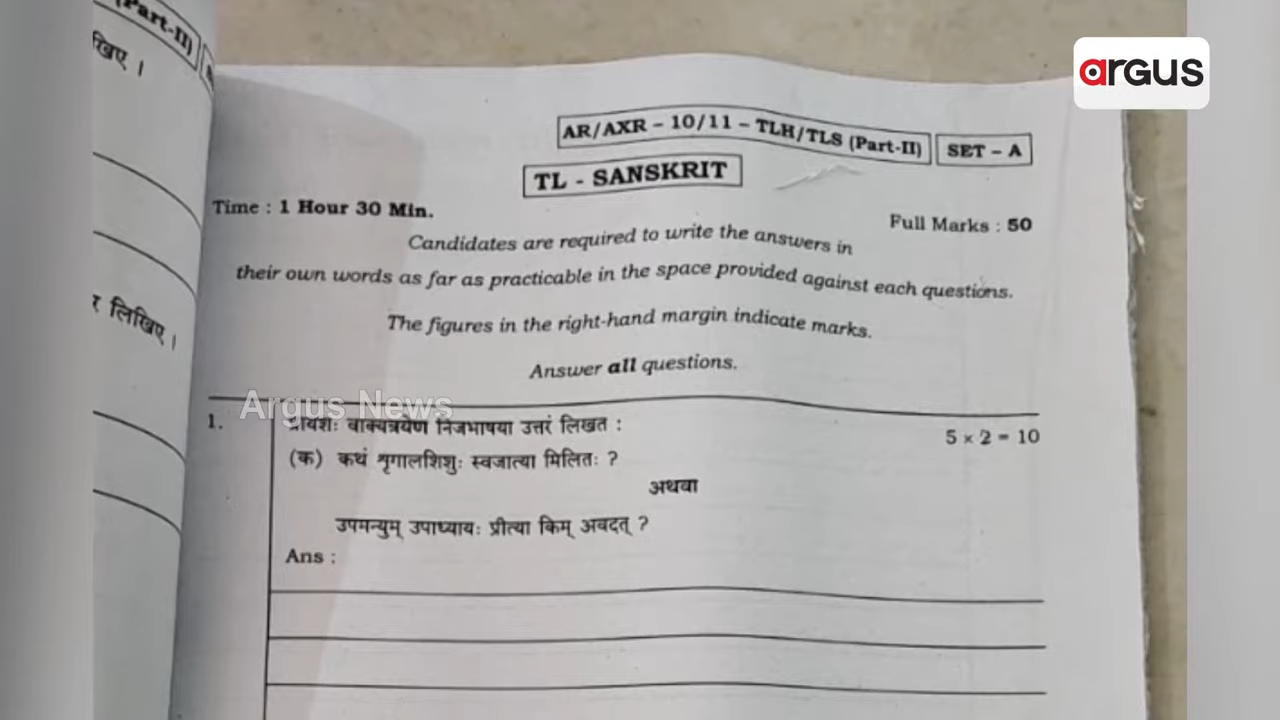 (Part-II)
खिए ।
र लिखिए ।
argus
AR/AXR – 10/11 – TLH/TLS (Part-II) SET – A
TL - SANSKRIT
Time : 1 Hour 30 Min. Full Marks : 50
Candidates are required to write the answers in
their own words as far as practicable in the space provided against each questions.
The figures in the right-hand margin indicate marks.
Answer all questions.
Argus News
1. वाक्यत्रयेण निजभाषया उत्तरं लिखत : 5 × 2 = 10
(क) कथं शृगालशिशुः स्वजात्या मिलितः ?
अथवा
उपमन्युम् उपाध्यायः प्रीत्या किम् अवदत् ?
Ans :